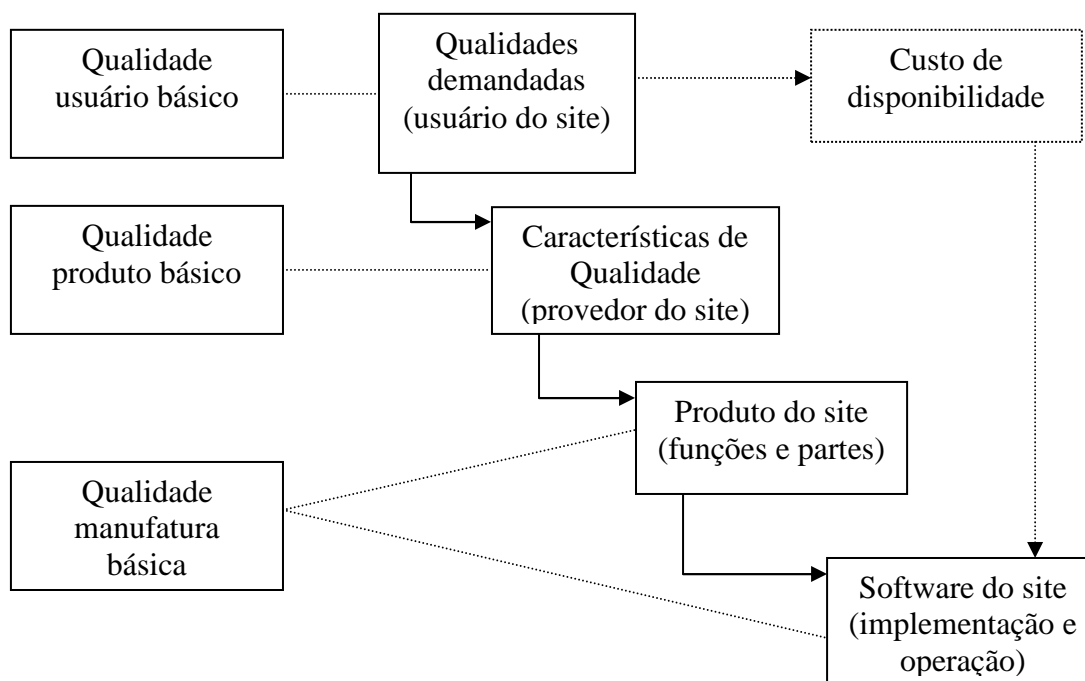 Qualidade
usuário básico
Qualidades
demandadas
(usuário do site)
Custo de
disponibilidade
Qualidade
produto básico
Características de
Qualidade
(provedor do site)
Produto do site
(funções e partes)
Qualidade
manufatura
básica
Software do site
(implementação e
operação)